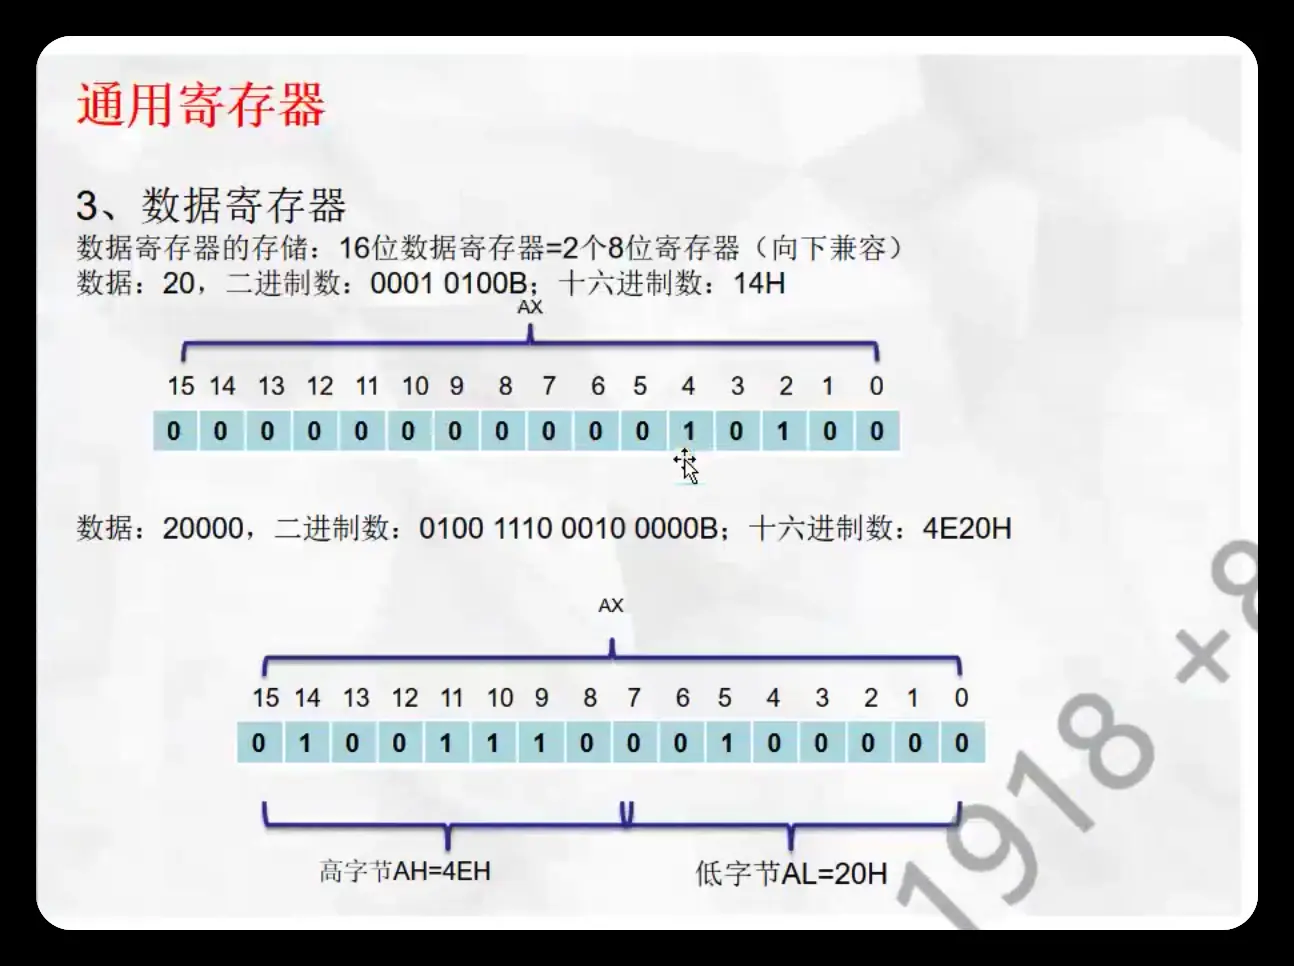 通用寄存器
3、数据寄存器
数据寄存器的存储：16位数据寄存器=2个8位寄存器（向下兼容）
数据：20，二进制数：0001 0100B；十六进制数：14H
AX
15 14 13 12 11 10 9 8 7 6 5 4 3 2 1 0
0 0 0 0 0 0 0 0 0 0 0 1 0 1 0 0
数据：20000，二进制数：0100 1110 0010 0000B；十六进制数：4E20H
AX
15 14 13 12 11 10 9 8 7 6 5 4 3 2 1 0
0 1 0 0 1 1 1 0 0 0 1 0 0 0 0 0
高字节AH=4EH 低字节AL=20H
1918 +8